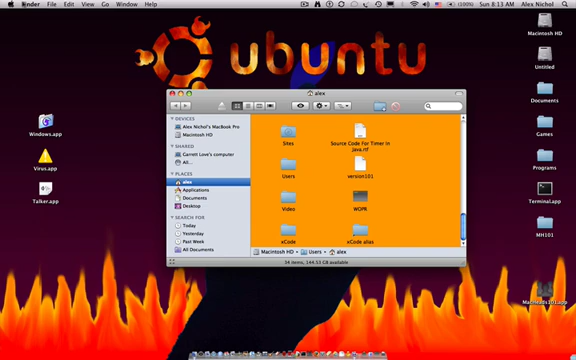 Finder File Edit View Go Window Help
(100%) Sun 8:13 AM Alex Nichol
ubuntu
Macintosh HD
Untitled
Documents
Games
Programs
Terminal.app
MH101
MacHeads101.app
Windows.app
Virus.app
Talker.app
alex
DEVICES
Alex Nichol's MacBook Pro
Macintosh HD
SHARED
Garrett Love's computer
All...
PLACES
alex
Applications
Documents
Desktop
SEARCH FOR
Today
Yesterday
Past Week
All Documents
Sites
Source Code For Timer In
Java.rtf
Users
version101
Video
WOPR
xCode
xCode alias
Macintosh HD Users alex
34 items, 144.53 GB available